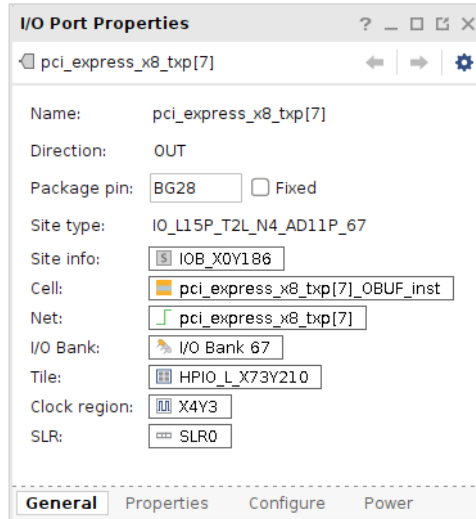 I/O Port Properties
pci_express_x8_txp[7]
Name: pci_express_x8_txp[7]
Direction: OUT
Package pin: BG28 Fixed
Site type: IO_L15P_T2L_N4_AD11P_67
Site info: S IOB_X0Y186
Cell: pci_express_x8_txp[7]_OBUF_inst
Net: pci_express_x8_txp[7]
I/O Bank: I/O Bank 67
Tile: HPIO_L_X73Y210
Clock region: X4Y3
SLR: SLR0
General Properties Configure Power